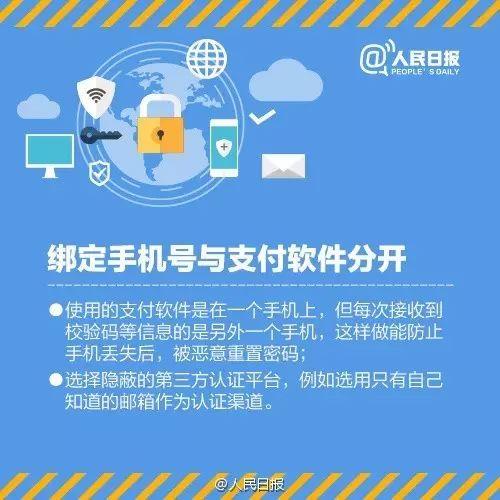 @人民日报
PEOPLE'S DAILY
绑定手机号与支付软件分开
●使用的支付软件是在一个手机上，但每次接收到
校验码等信息的是另外一个手机，这样做能防止
手机丢失后，被恶意重置密码；
●选择隐蔽的第三方认证平台，例如选用只有自己
知道的邮箱作为认证渠道。
@人民日报